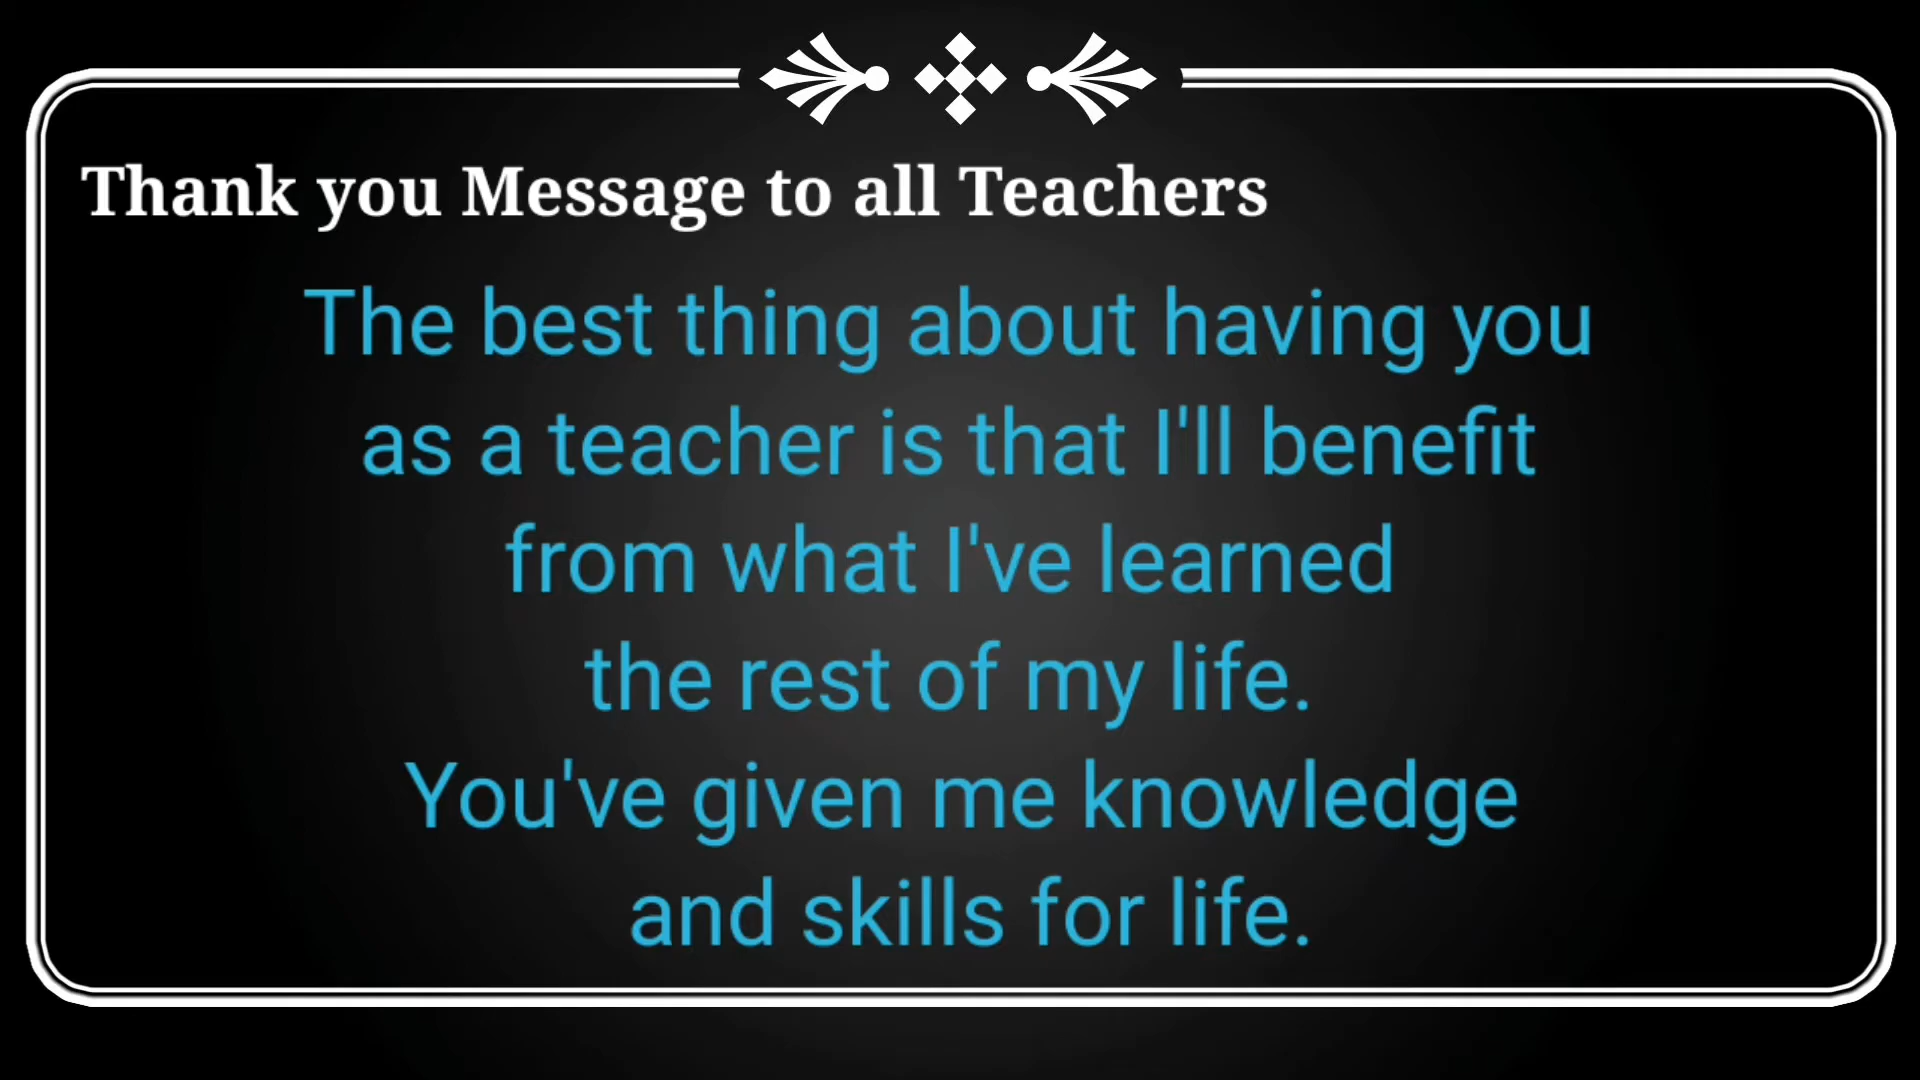 Thank you Message to all Teachers
The best thing about having you
as a teacher is that I'll benefit
from what I've learned
the rest of my life.
You've given me knowledge
and skills for life.